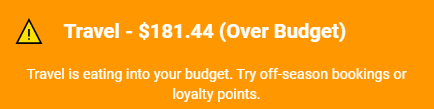 Travel - $181.44 (Over Budget)
Travel is eating into your budget. Try off-season bookings or
loyalty points.